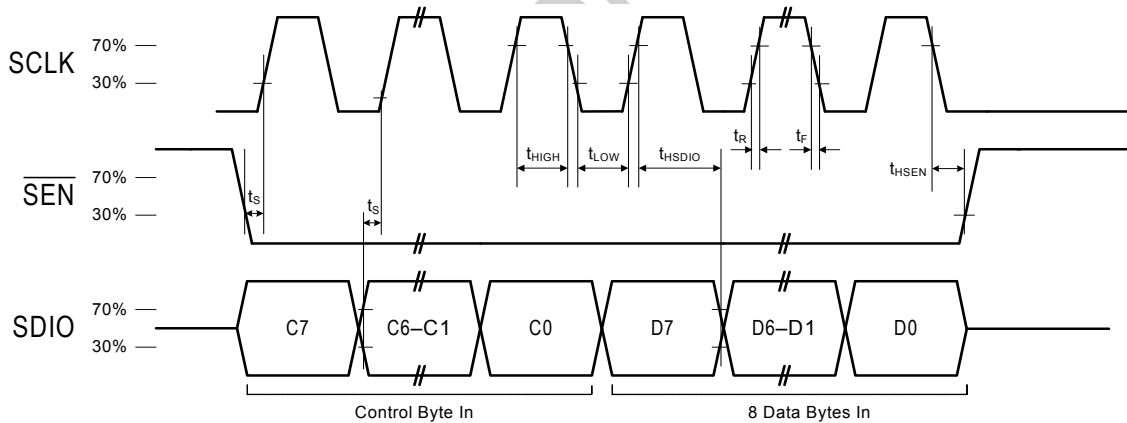 SCLK
70%
30%
tR
tF
tHIGH
tLOW
tHSDIO
tHSEN
SEN
70%
30%
tS
tS
SDIO
70%
30%
C7
C6–C1
C0
D7
D6–D1
D0
Control Byte In
8 Data Bytes In